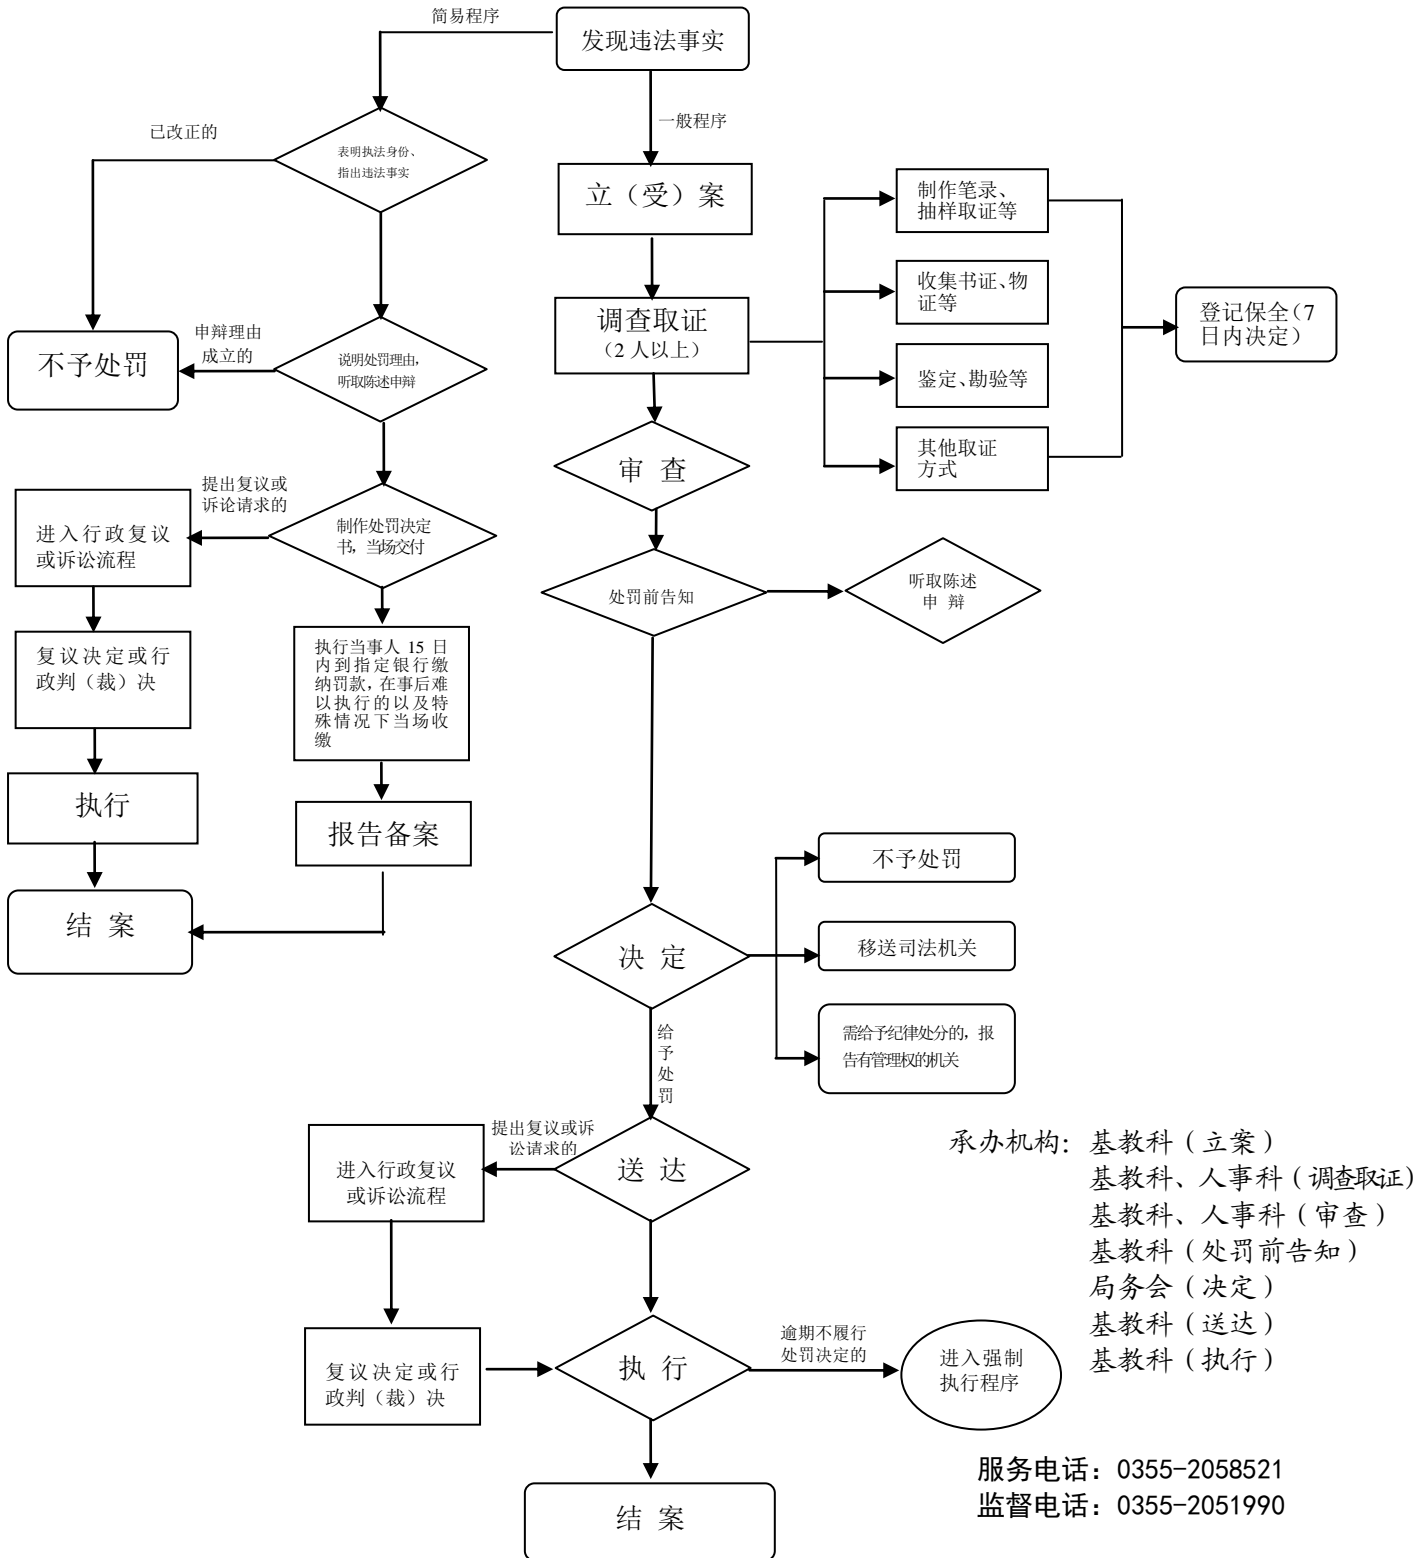 简易程序
发现违法事实
一般程序
已改正的
表明执法身份、
指出违法事实
立（受）案
制作笔录、
抽样取证等
收集书证、物
证等
登记保全（7
日内决定）
调查取证
（2 人以上）
申辩理由
成立的
不予处罚
说明处罚理由，
听取陈述申辩
鉴定、勘验等
其他取证
方式
审 查
提出复议或
诉论请求的
进入行政复议
或诉讼流程
制作处罚决定
书，当场交付
处罚前告知
听取陈述
申 辩
复议决定或行
政判（裁）决
执行当事人 15 日
内到指定银行缴
纳罚款，在事后难
以执行的以及特
殊情况下当场收
缴
执行
报告备案
结 案
不予处罚
决 定
移送司法机关
需给予纪律处分的，报
告有管理权的机关
给
予
处
罚
提出复议或诉
讼请求的
进入行政复议
或诉讼流程
送 达
承办机构：基教科（立案）
基教科、人事科（调查取证）
基教科、人事科（审查）
基教科（处罚前告知）
局务会（决定）
基教科（送达）
基教科（执行）
复议决定或行
政判（裁）决
执 行
逾期不履行
处罚决定的
进入强制
执行程序
服务电话：0355-2058521
监督电话：0355-2051990
结 案